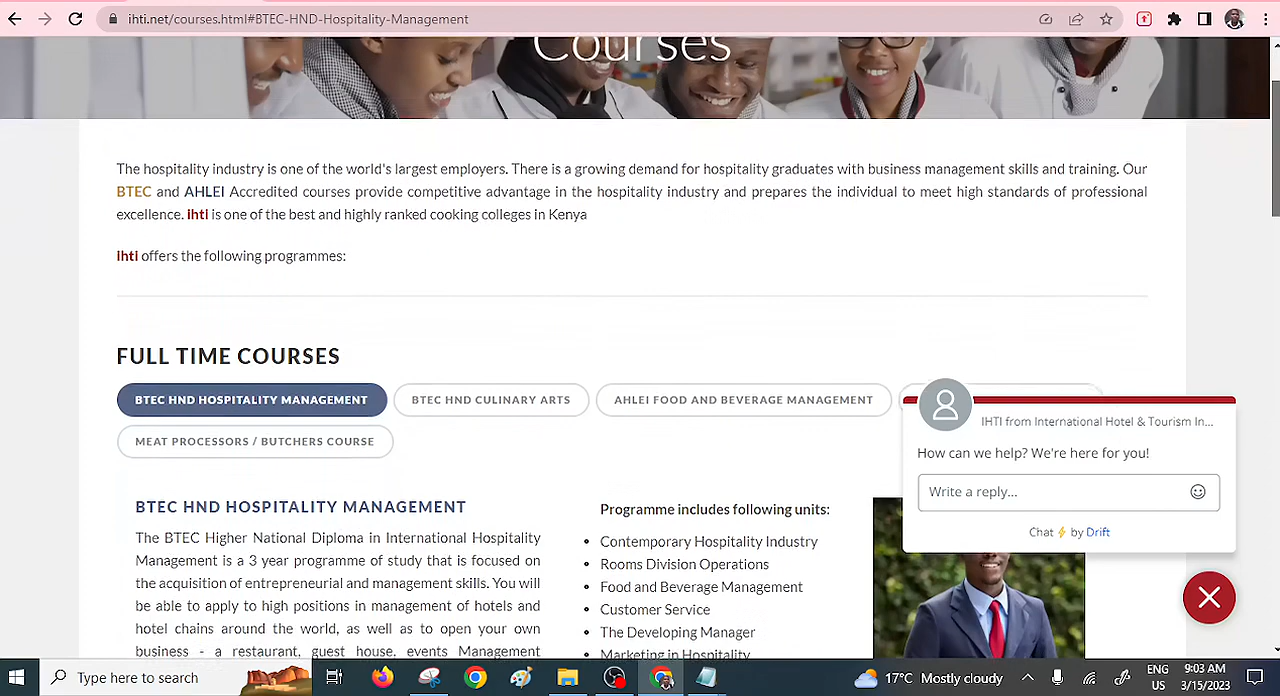 ihti.net/courses.html#BTEC-HND-Hospitality-Management
Courses
The hospitality industry is one of the world's largest employers. There is a growing demand for hospitality graduates with business management skills and training. Our
BTEC and AHLEI Accredited courses provide competitive advantage in the hospitality industry and prepares the individual to meet high standards of professional
excellence. ihti is one of the best and highly ranked cooking colleges in Kenya
Ihti offers the following programmes:
FULL TIME COURSES
BTEC HND HOSPITALITY MANAGEMENT
BTEC HND CULINARY ARTS
AHLEI FOOD AND BEVERAGE MANAGEMENT
MEAT PROCESSORS / BUTCHERS COURSE
BTEC HND HOSPITALITY MANAGEMENT
The BTEC Higher National Diploma in International Hospitality
Management is a 3 year programme of study that is focused on
the acquisition of entrepreneurial and management skills. You will
be able to apply to high positions in management of hotels and
hotel chains around the world, as well as to open your own
business - a restaurant, guest house, events Management
Programme includes following units:
Contemporary Hospitality Industry
Rooms Division Operations
Food and Beverage Management
Customer Service
The Developing Manager
Marketing in Hospitality
IHTI from International Hotel & Tourism In...
How can we help? We're here for you!
Write a reply...
Chat ⚡ by Drift
Type here to search
17°C Mostly cloudy
ENG
US
9:03 AM
3/15/2023